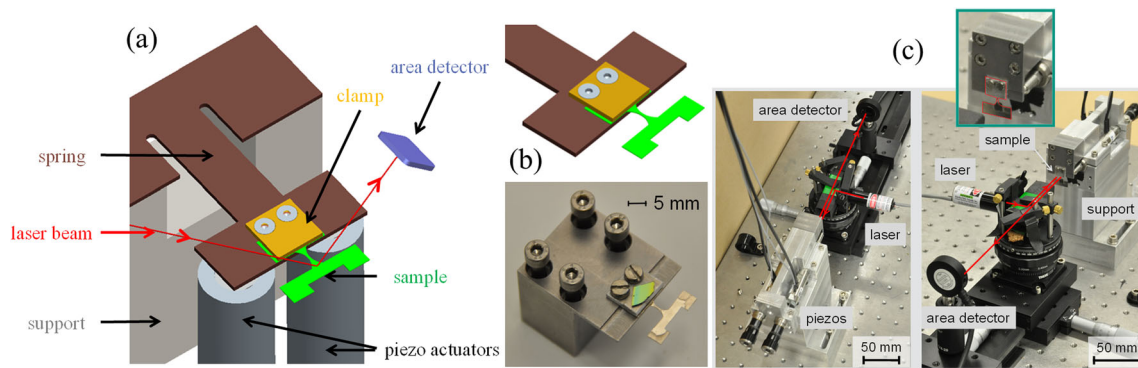 (a)
area detector
clamp
spring
laser beam
sample
support
piezo actuators
(b)
5 mm
(c)
area detector
laser
piezos
50 mm
sample
laser
support
area detector
50 mm